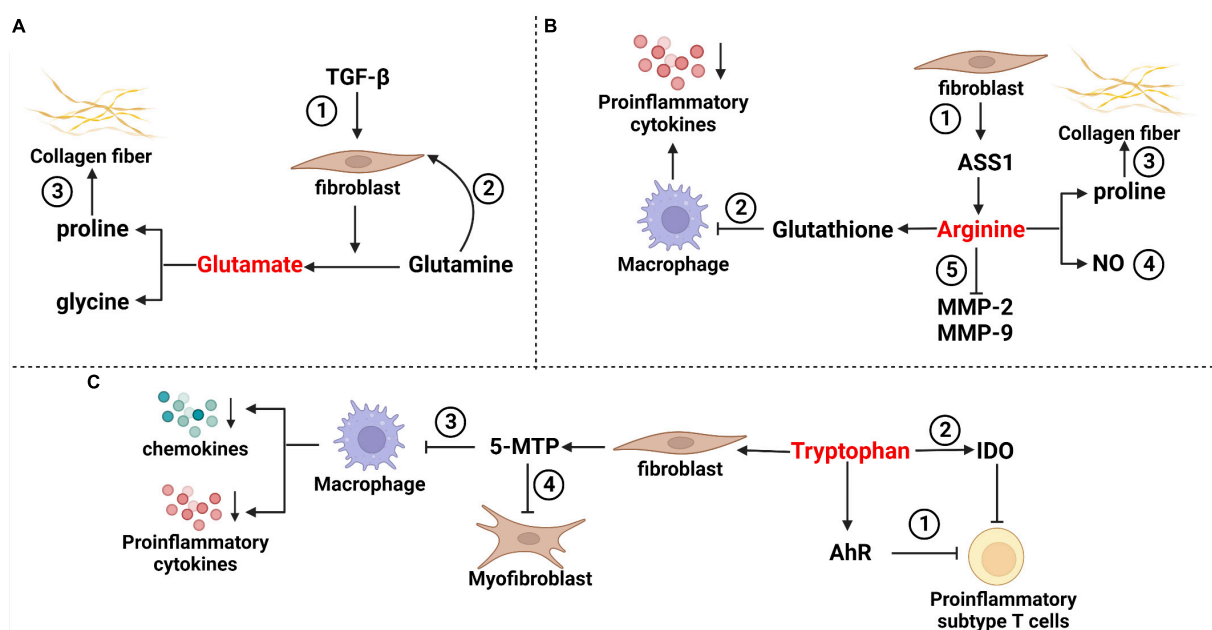 A
TGF-β
①
Collagen fiber
fibroblast
②
③
proline
Glutamate
Glutamine
glycine
B
Proinflammatory
cytokines
fibroblast
①
Collagen fiber
ASS1
③
proline
②
Glutathione
Arginine
Macrophage
⑤
NO
④
MMP-2
MMP-9
C
chemokines
Proinflammatory
cytokines
Macrophage
③
5-MTP
④
Myofibroblast
fibroblast
Tryptophan
②
IDO
①
AhR
Proinflammatory
subtype T cells